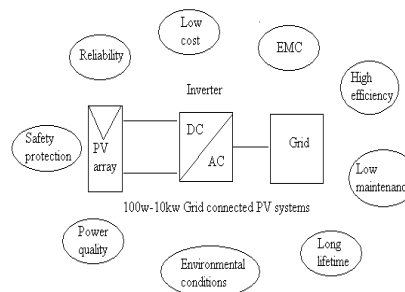 Low
cost
EMC
Reliability
High
efficiency
Inverter
DC
AC
PV
array
Grid
Safety
protection
Low
maintenanc
100w-10kw Grid connected PV systems
Power
quality
Long
lifetime
Environmental
conditions